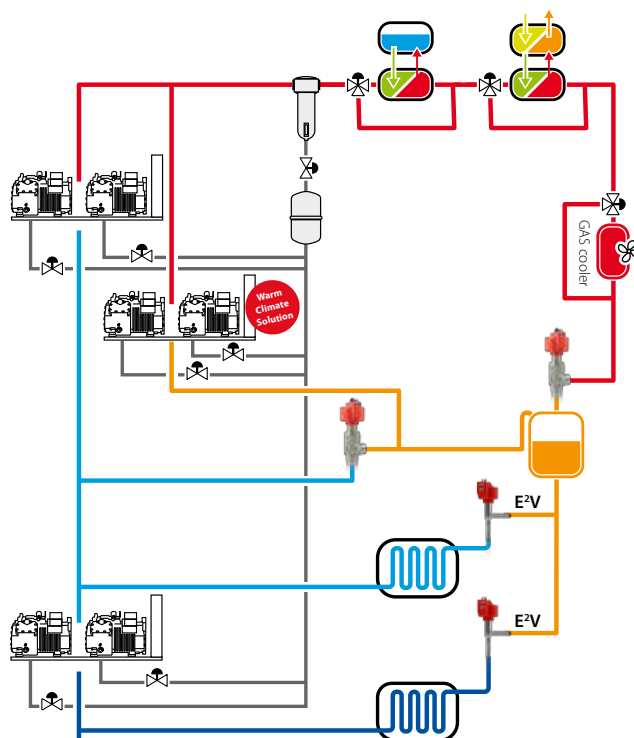 GAS cooler
Warm
Climate
Solution
E²V
E²V